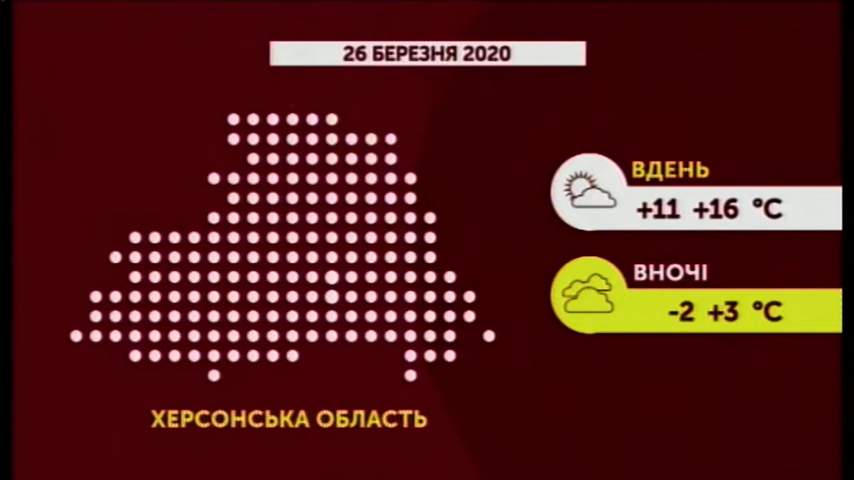 26 БЕРЕЗНЯ 2020
ВДЕНЬ
+11 +16 °C
ВНОЧІ
-2 +3 °C
ХЕРСОНСЬКА ОБЛАСТЬ